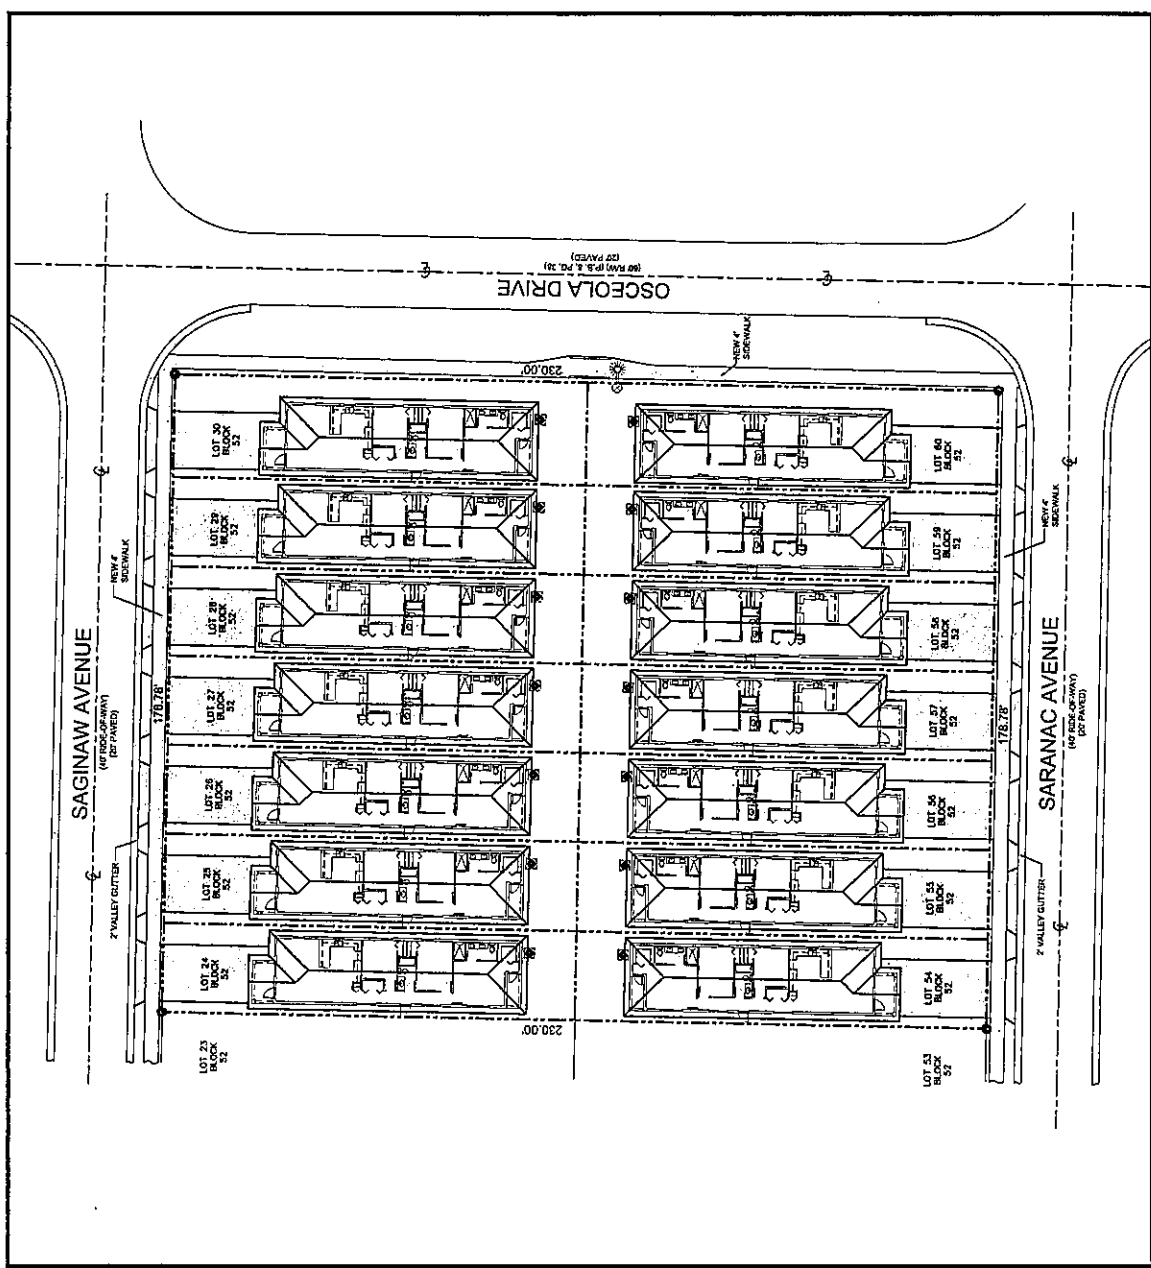 (60' R/W) (P.B. 8, PG. 38)
(20' PAVED)
OSCEOLA DRIVE
NEW 4'
SIDEWALK
230.00'
LOT 30
BLOCK
52
LOT 60
BLOCK
52
LOT 29
BLOCK
52
LOT 59
BLOCK
52
NEW 4'
SIDEWALK
NEW 4'
SIDEWALK
LOT 28
BLOCK
52
LOT 58
BLOCK
52
SAGINAW AVENUE
(40' RIDE-OF-WAY)
(20' PAVED)
178.78'
LOT 27
BLOCK
52
LOT 57
BLOCK
52
178.78'
SARANAC AVENUE
(40' RIDE-OF-WAY)
(20' PAVED)
LOT 26
BLOCK
52
LOT 56
BLOCK
52
2' VALLEY GUTTER
LOT 25
BLOCK
52
LOT 55
BLOCK
52
2' VALLEY GUTTER
LOT 24
BLOCK
52
LOT 54
BLOCK
52
230.00'
LOT 23
BLOCK
52
LOT 53
BLOCK
52